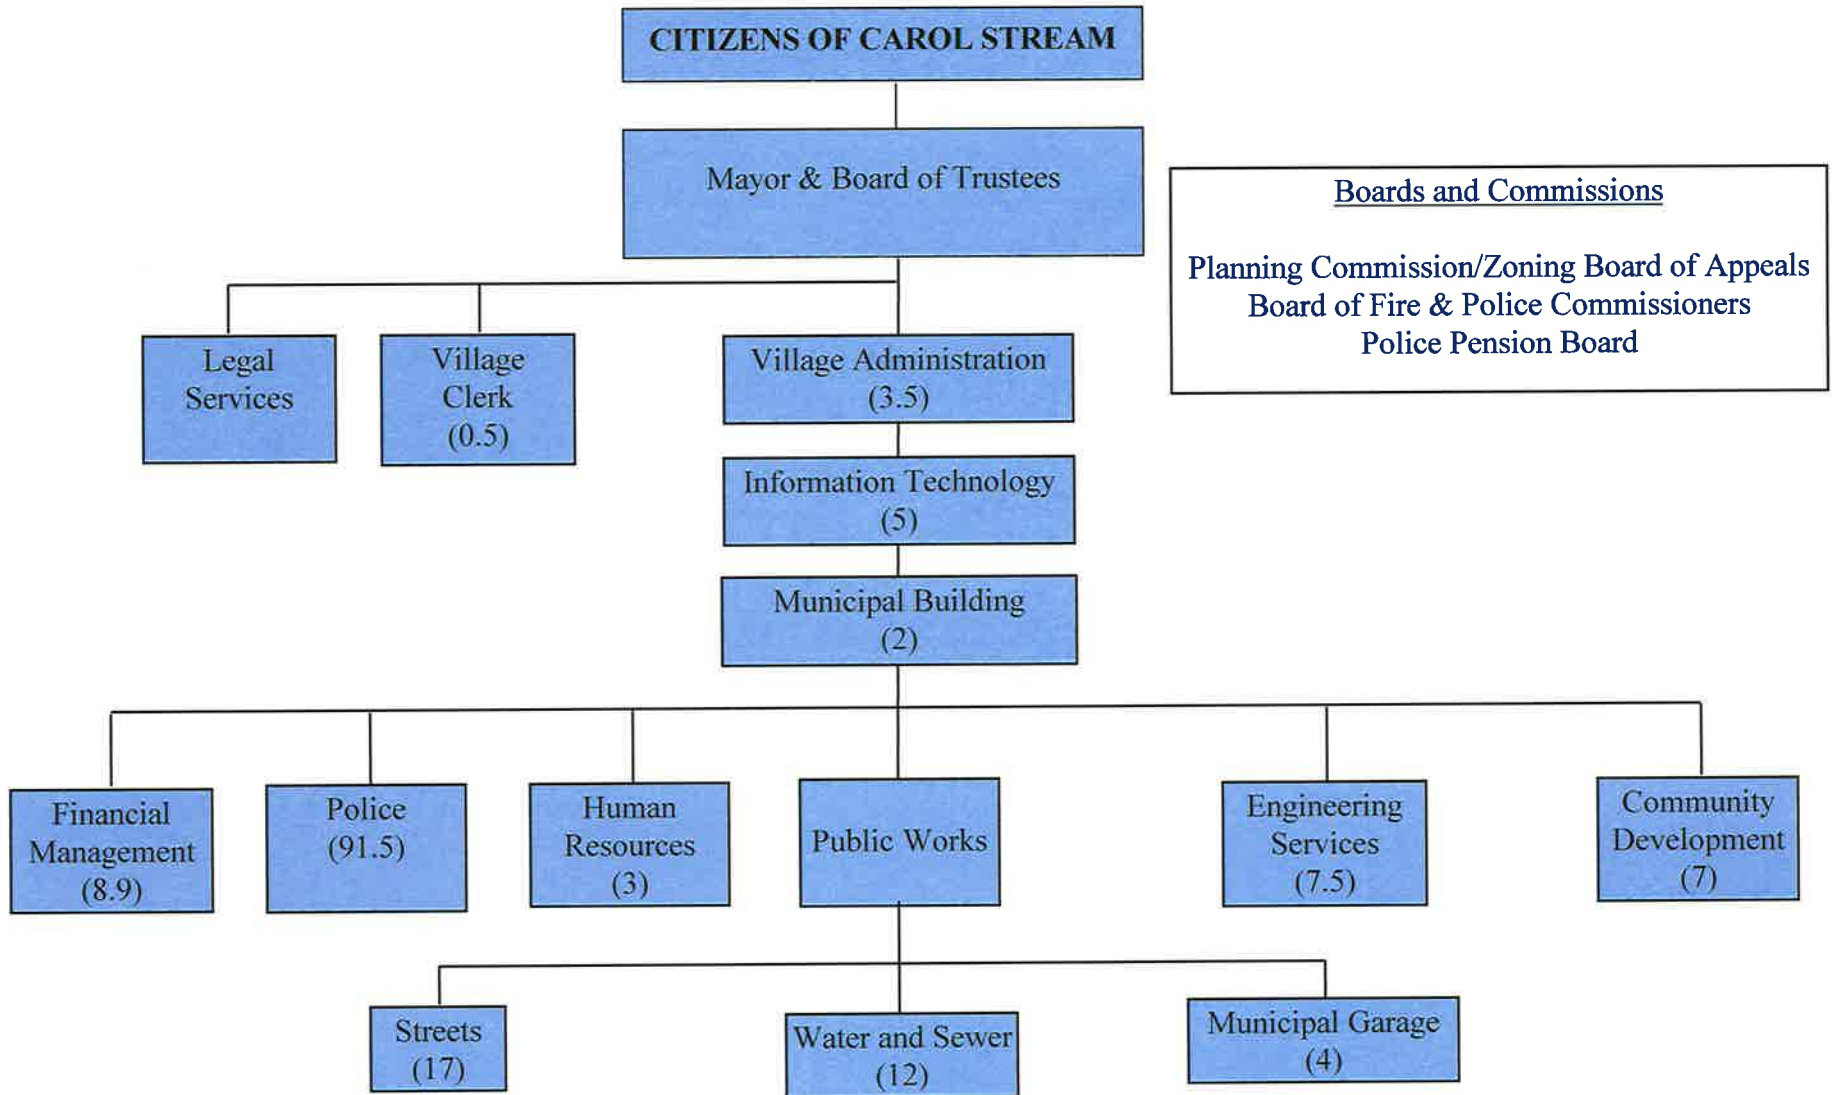 CITIZENS OF CAROL STREAM
Mayor & Board of Trustees
Boards and Commissions
Planning Commission/Zoning Board of Appeals
Board of Fire & Police Commissioners
Police Pension Board
Legal
Services
Village
Clerk
(0.5)
Village Administration
(3.5)
Information Technology
(5)
Municipal Building
(2)
Financial
Management
(8.9)
Police
(91.5)
Human
Resources
(3)
Public Works
Engineering
Services
(7.5)
Community
Development
(7)
Streets
(17)
Water and Sewer
(12)
Municipal Garage
(4)